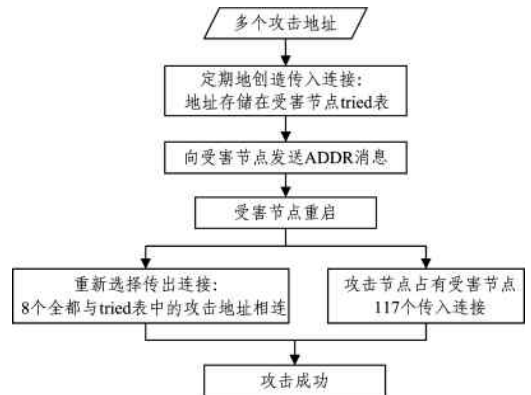 多个攻击地址
定期地创造传入连接:
地址存储在受害节点tried表
向受害节点发送ADDR消息
受害节点重启
重新选择传出连接:
8个全都与tried表中的攻击地址相连
攻击节点占有受害节点
117个传入连接
攻击成功